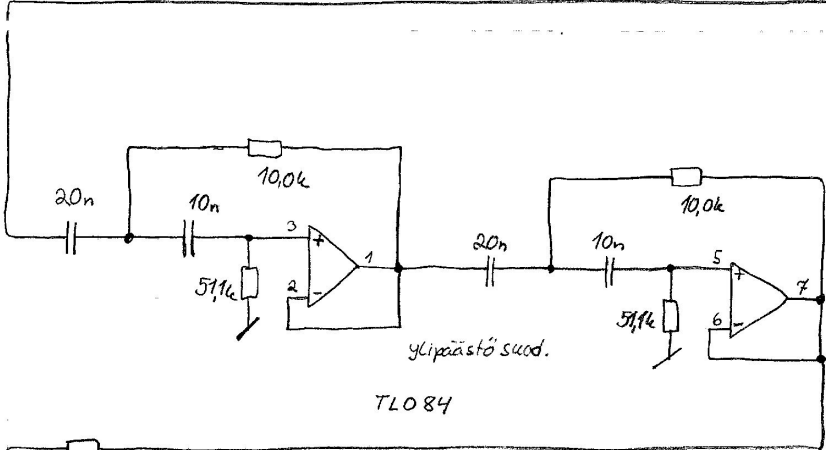 10,0k
20n
10n
3
+
1
51,1k
2
−
10,0k
20n
10n
5
+
7
51,1k
6
−
ylipäästö suod.
TL084